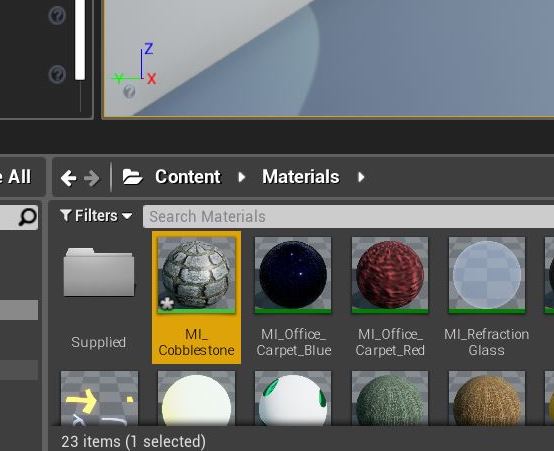 Z
Y X
?
?
?
e All
Content Materials
Filters Search Materials
Supplied
MI_
Cobblestone
MI_Office_
Carpet_Blue
MI_Office_
Carpet_Red
MI_Refraction
Glass
23 items (1 selected)